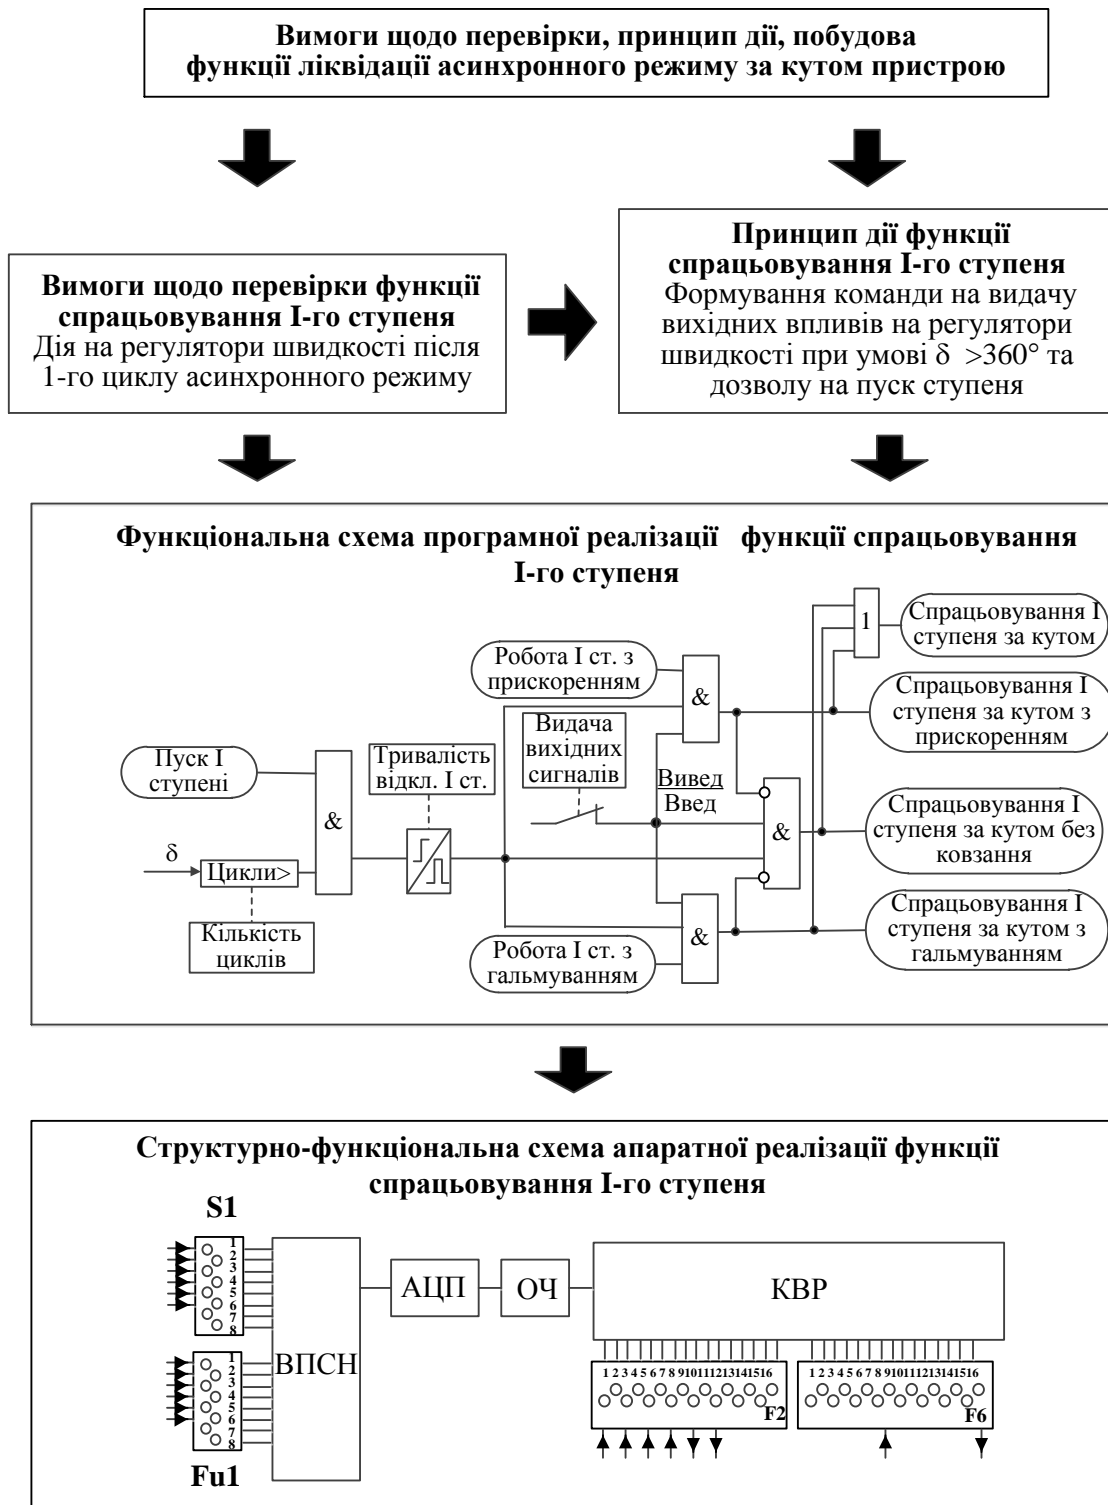 Вимоги щодо перевірки, принцип дії, побудова
функції ліквідації асинхронного режиму за кутом пристрою
Вимоги щодо перевірки функції
спрацьовування I-го ступеня
Дія на регулятори швидкості після
1-го циклу асинхронного режиму
Принцип дії функції
спрацьовування I-го ступеня
Формування команди на видачу
вихідних впливів на регулятори
швидкості при умові δ >360° та
дозволу на пуск ступеня
Функціональна схема програмної реалізації функції спрацьовування
I-го ступеня
Пуск I
ступені
δ
Цикли>
Кількість
циклів
&
Тривалість
відкл. I ст.
Робота I ст. з
прискоренням
Видача
вихідних
сигналів
Вивед
Введ
Робота I ст. з
гальмуванням
&
&
&
1
Спрацьовування I
ступеня за кутом
Спрацьовування I
ступеня за кутом з
прискоренням
Спрацьовування I
ступеня за кутом без
ковзання
Спрацьовування I
ступеня за кутом з
гальмуванням
Структурно-функціональна схема апаратної реалізації функції
спрацьовування I-го ступеня
S1
1
2
3
4
5
6
7
8
1
2
3
4
5
6
7
8
Fu1
ВПСН
АЦП
ОЧ
КВР
1 2 3 4 5 6 7 8 9 10 11 12 13 14 15 16
F2
1 2 3 4 5 6 7 8 9 10 11 12 13 14 15 16
F6